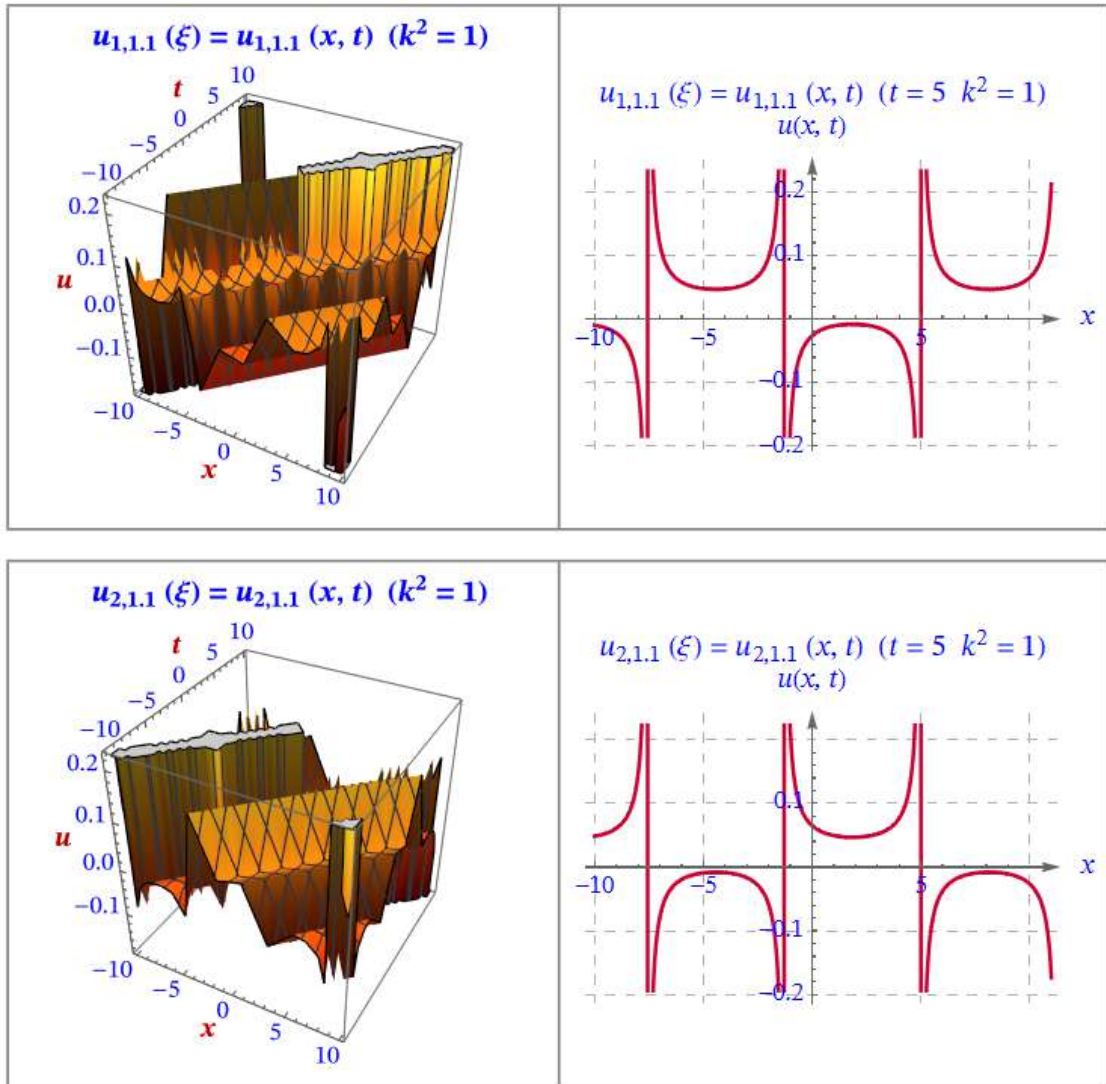 u1,1.1 (ξ) = u1,1.1 (x, t) (k² = 1)
t
10
5
0
−5
−10
0.2
0.1
u
0.0
−0.1
−10
−5
0
x
5
10
u1,1.1 (ξ) = u1,1.1 (x, t) (t = 5 k² = 1)
u(x, t)
0.2
0.1
x
−10
−5
5
−0.1
−0.2
u2,1.1 (ξ) = u2,1.1 (x, t) (k² = 1)
t
10
5
0
−5
−10
0.2
0.1
u
0.0
−0.1
−10
−5
0
x
5
10
u2,1.1 (ξ) = u2,1.1 (x, t) (t = 5 k² = 1)
u(x, t)
0.1
x
−10
−5
5
−0.1
−0.2